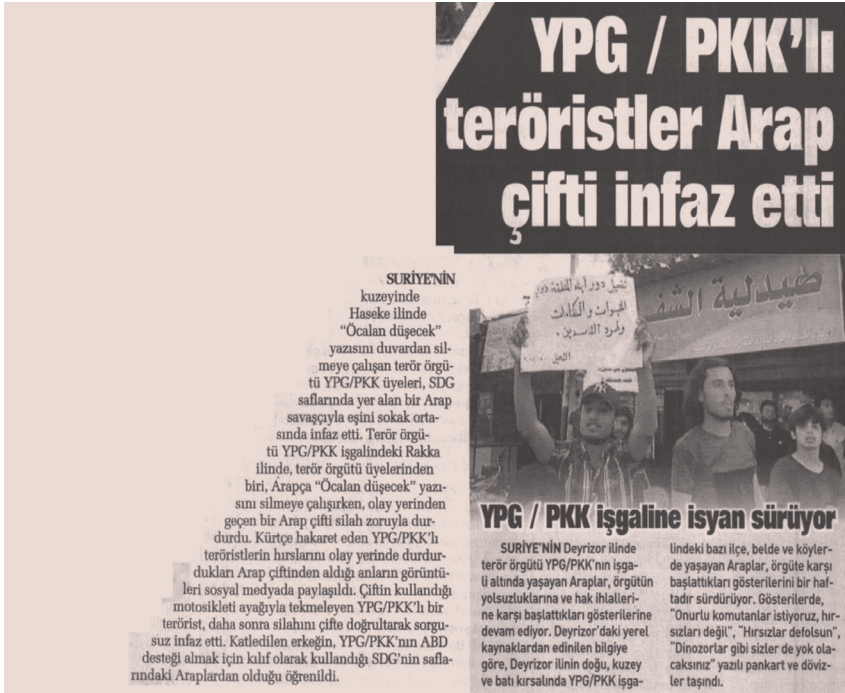 YPG / PKK'lı
teröristler Arap
çifti infaz etti
SURİYE'NİN
kuzeyinde
Haseke ilinde
“Öcalan düşecek”
yazısını duvardan sil-
meye çalışan terör örgü-
tü YPG/PKK üyeleri, SDG
saflarında yer alan bir Arap
savaşçıyla eşini sokak orta-
sında infaz etti. Terör örgü-
tü YPG/PKK işgalindeki Rakka
ilinde, terör örgütü üyelerinden
biri, Arapça “Öcalan düşecek” yazı-
sını silmeye çalışırken, olay yerinden
geçen bir Arap çifti silah zoruyla dur-
durdu. Kürtçe hakaret eden YPG/PKK'lı
teröristlerin hırslarını olay yerinde durdur-
dukları Arap çiftinden aldığı anların görüntü-
leri sosyal medyada paylaşıldı. Çiftin kullandığı
motosikleti ayağıyla tekmeleyen YPG/PKK'lı bir
terörist, daha sonra silahını çifte doğrultarak sorgu-
suz infaz etti. Katledilen erkeğin, YPG/PKK'nın ABD
desteği almak için kılıf olarak kullandığı SDG'nin safla-
rındaki Araplardan olduğu öğrenildi.
صيدلية الشف
تفعيل دور أبناء المنطقة ذوي
الخبرات والكفاءات
وطرد الفاسدين
YPG / PKK işgaline isyan sürüyor
SURİYE'NİN Deyrizor ilinde
terör örgütü YPG/PKK'nın işga-
li altında yaşayan Araplar, örgütün
yolsuzluklarına ve hak ihlalleri-
ne karşı başlattıkları gösterilerine
devam ediyor. Deyrizor'daki yerel
kaynaklardan edinilen bilgiye
göre, Deyrizor ilinin doğu, kuzey
ve batı kırsalında YPG/PKK işga-
lindeki bazı ilçe, belde ve köyler-
de yaşayan Araplar, örgüte karşı
başlattıkları gösterilerini bir haf-
tadır sürdürüyor. Gösterilerde,
“Onurlu komutanlar istiyoruz, hır-
sızları değil”, “Hırsızlar defolsun”,
“Dinozorlar gibi sizler de yok ola-
caksınız” yazılı pankart ve döviz-
ler taşındı.